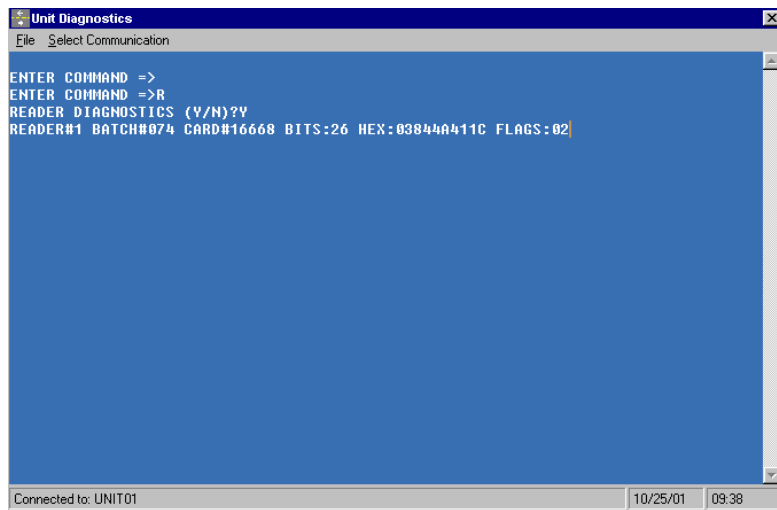 Unit Diagnostics
File Select Communication
ENTER COMMAND =>
ENTER COMMAND =>R
READER DIAGNOSTICS (Y/N)?Y
READER#1 BATCH#074 CARD#16668 BITS:26 HEX:03844A411C FLAGS:02
Connected to: UNIT01 10/25/01 09:38